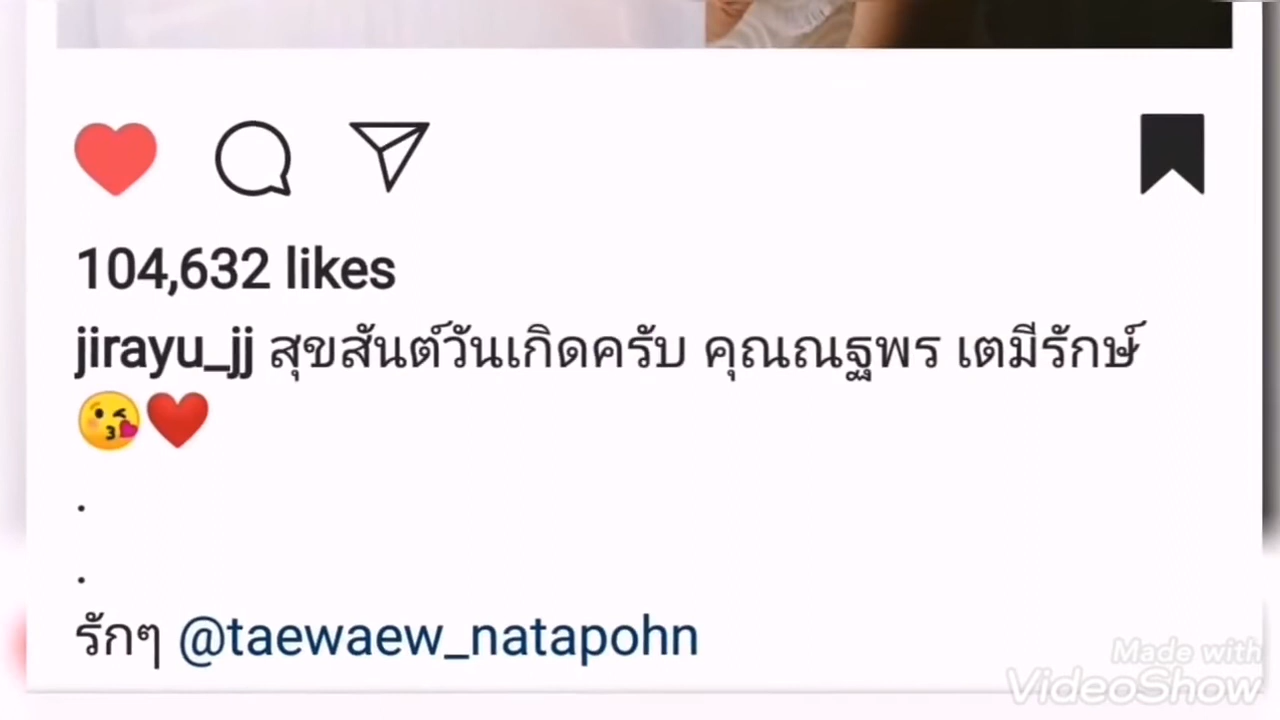 104,632 likes
jirayu_jj สุขสันต์วันเกิดครับ คุณณฐพร เตมีรักษ์
😘❤️
.
.
รักๆ @taewaew_natapohn
Made with
VideoShow